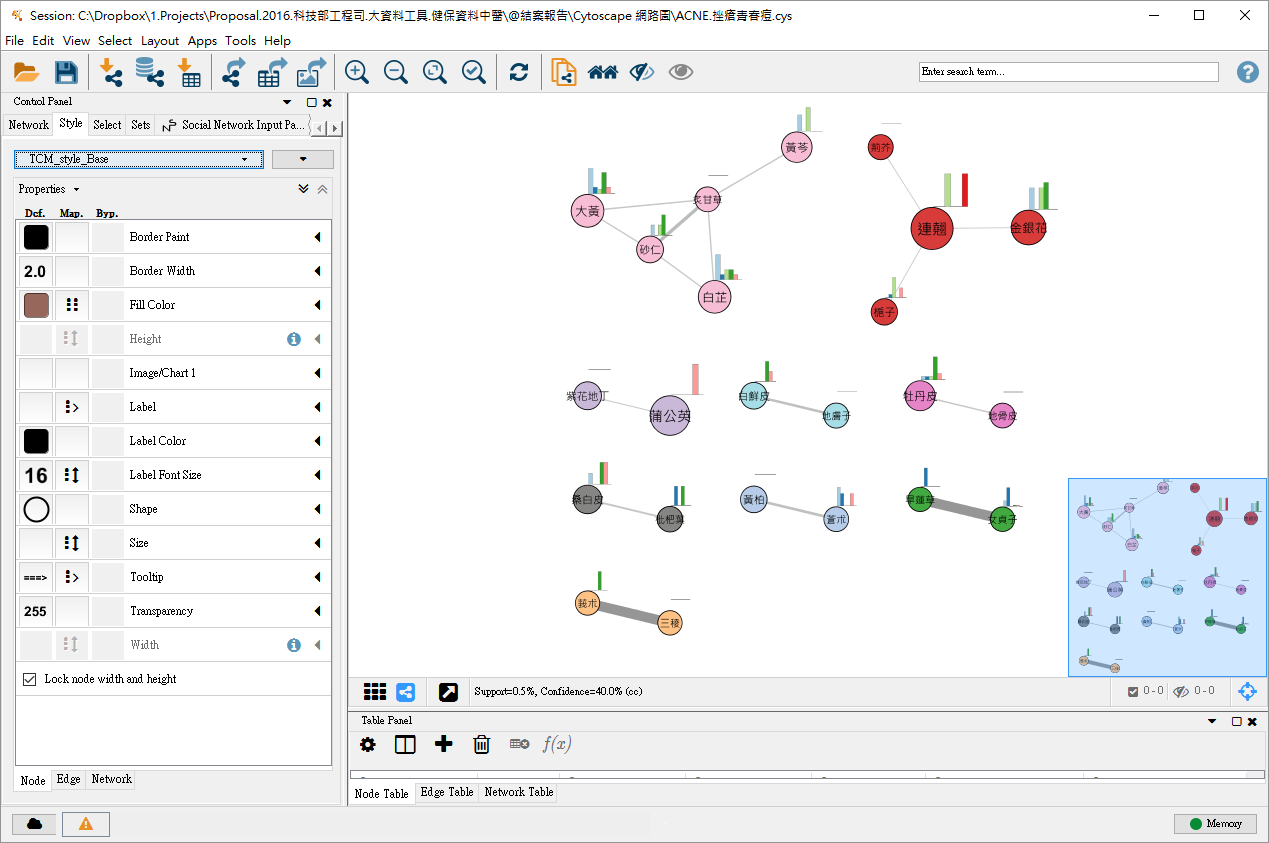 Session: C:\Dropbox\1.Projects\Proposal.2016.科技部工程司.大資料工具.健保資料中醫\@結案報告\Cytoscape 網路圖\ACNE.挫瘡青春痘.cys
File Edit View Select Layout Apps Tools Help
Enter search term...
?
Control Panel
Network Style Select Sets Social Network Input Pa...
TCM_style_Base
Properties
Def. Map. Byp.
Border Paint
2.0 Border Width
Fill Color
Height
Image/Chart 1
Label
Label Color
16 Label Font Size
Shape
Size
===> Tooltip
255 Transparency
Width
Lock node width and height
Node Edge Network
黃芩
荊芥
大黃
炙甘草
連翹
金銀花
砂仁
白芷
梔子
紫花地丁
蒲公英
白鮮皮
地膚子
牡丹皮
地骨皮
桑白皮
枇杷葉
黃柏
蒼朮
旱蓮草
女貞子
莪朮
三稜
Support=0.5%, Confidence=40.0% (cc)
0 - 0 0 - 0
Table Panel
f(x)
Node Table Edge Table Network Table
Memory